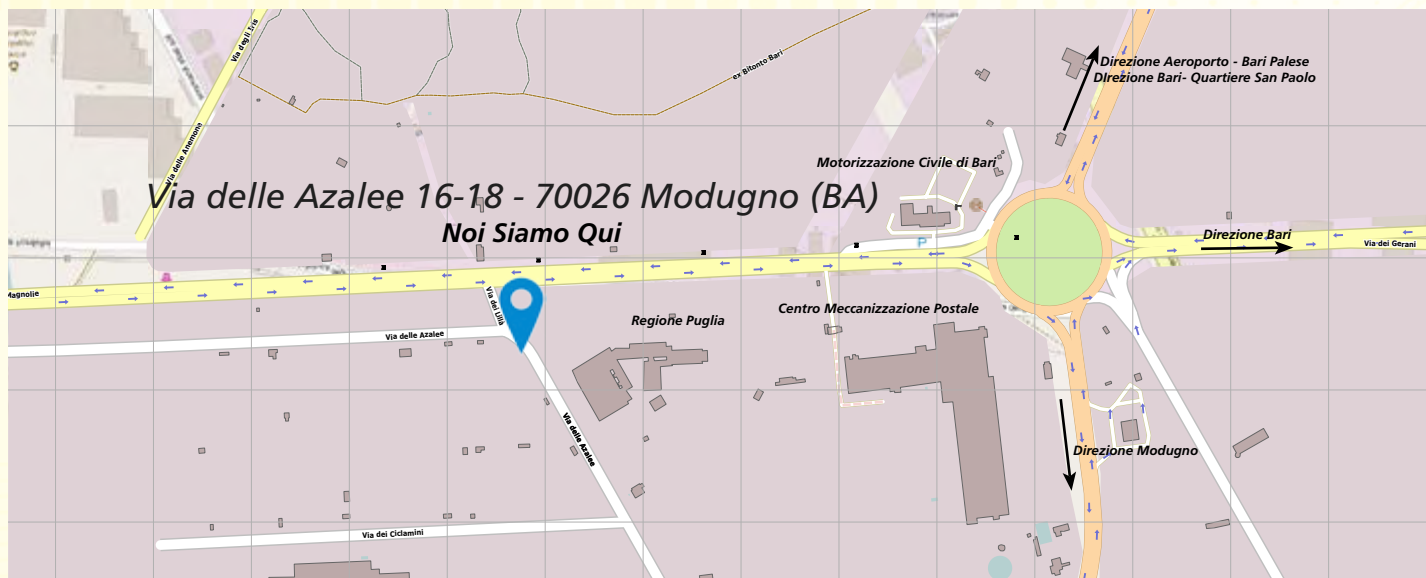 Via degli Iris
ex Bitonto Bari
Direzione Aeroporto - Bari Palese
DIrezione Bari- Quartiere San Paolo
Via delle Anemone
Motorizzazione Civile di Bari
Via delle Azalee 16-18 - 70026 Modugno (BA)
Noi Siamo Qui
P
Direzione Bari
Via dei Gerani
Magnolie
Via dei Lillà
Centro Meccanizzazione Postale
Regione Puglia
Via delle Azalee
Via delle Azalee
Direzione Modugno
Via dei Ciclamini